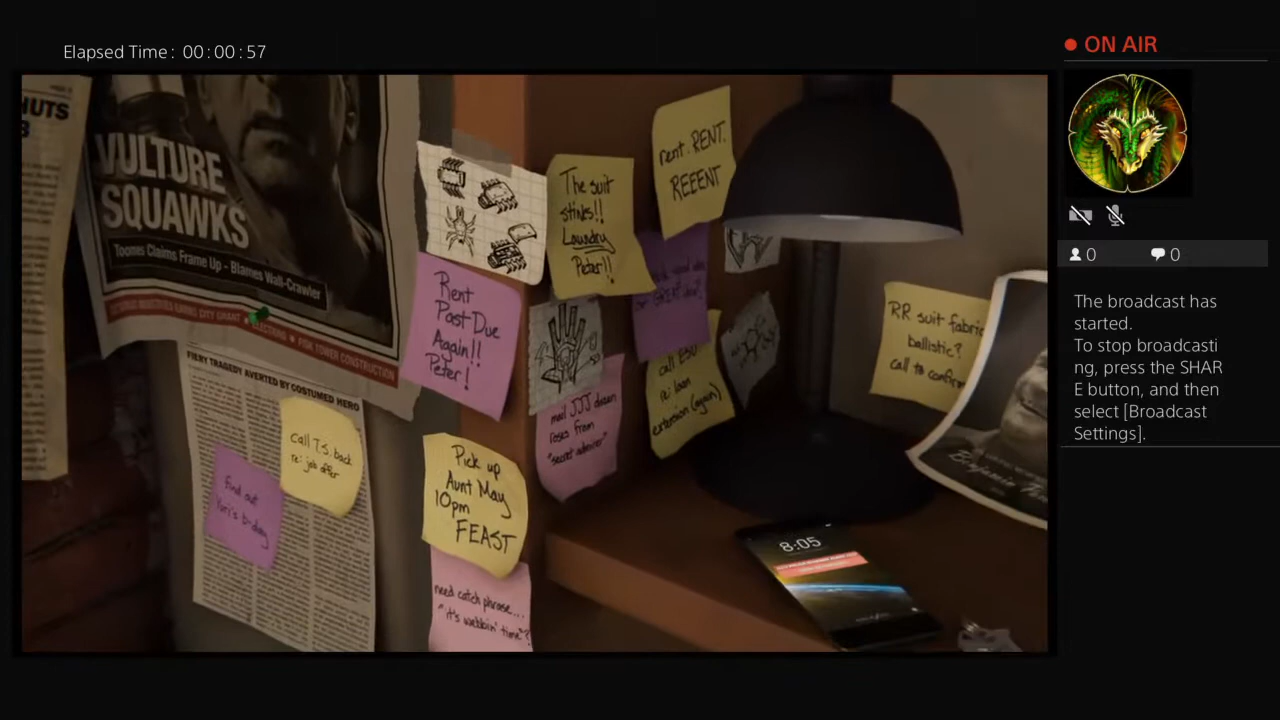 Elapsed Time: 00:00:57
ON AIR
0
0
The broadcast has
started.
To stop broadcasti
ng, press the SHAR
E button, and then
select [Broadcast
Settings].
VULTURE
SQUAWKS
Toomes Claims Frame Up - Blames Wall-Crawler
ELECTIONS ★ FISK TOWER CONSTRUCTION
FIERY TRAGEDY AVERTED BY COSTUMED HERO
call T.S. back
re: job offer
find out
Yuri's b-day
Rent
Past Due
Again!!
Peter!
Pick up
Aunt May
10pm
FEAST
need catch phrase...
"it's webbin' time"?
The suit
stinks!!
Laundry
Peter!!
rent. RENT.
REEENT
mail JJJ dozen
roses from
"secret admirer"
call ESU
re: loan
extension (again)
RR suit fabric
ballistic?
call to confirm
8:05